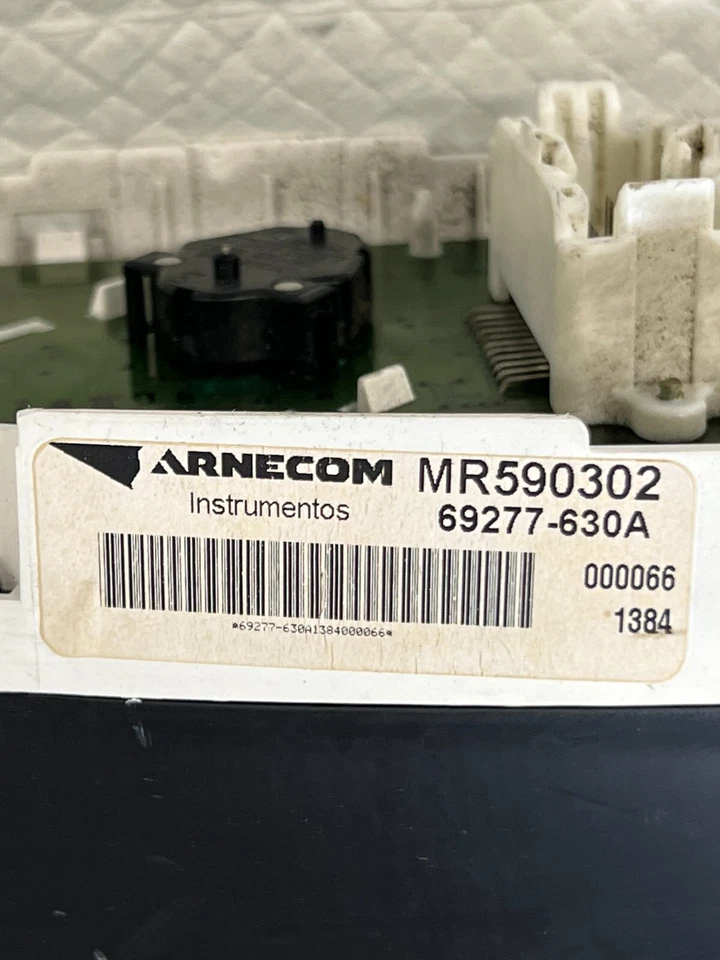 ARNECOM MR590302
Instrumentos 69277-630A
000066
1384
*69277-630A1384000066*